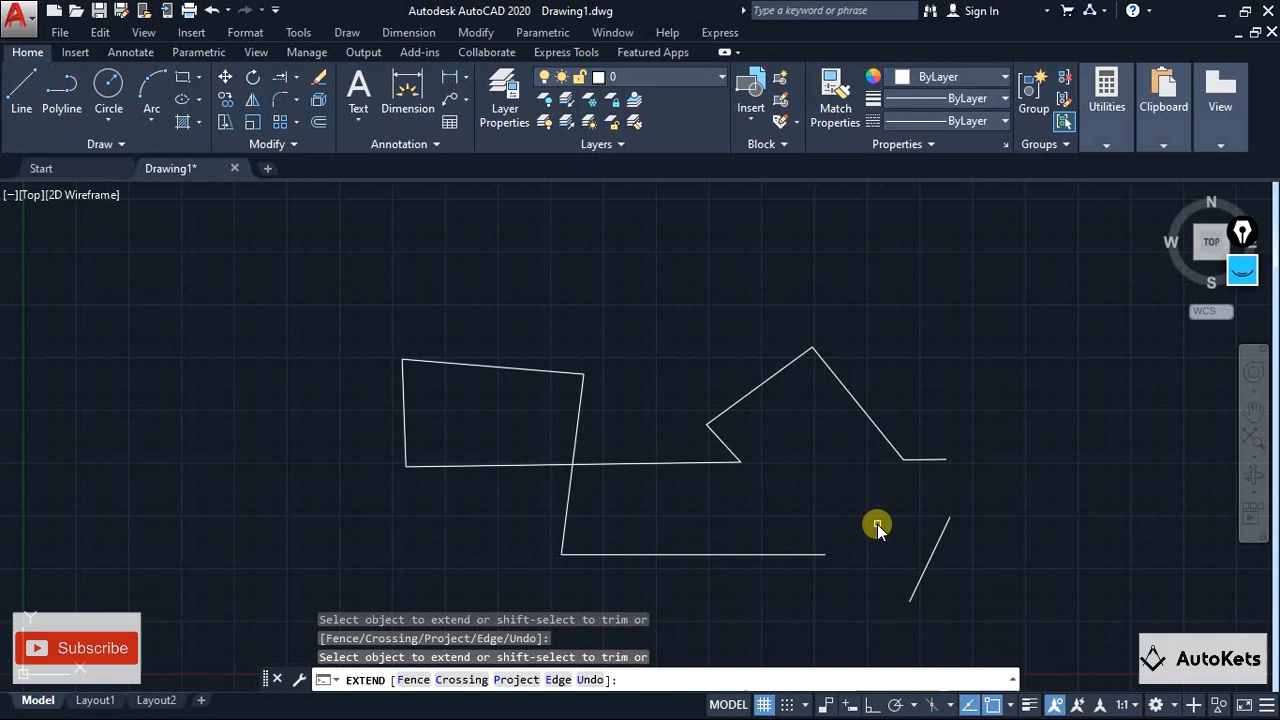 Autodesk AutoCAD 2020 Drawing1.dwg
Type a keyword or phrase
Sign In
File Edit View Insert Format Tools Draw Dimension Modify Parametric Window Help Express
Home Insert Annotate Parametric View Manage Output Add-ins Collaborate Express Tools Featured Apps
Line Polyline Circle Arc
Draw
Modify
Text Dimension
Annotation
Layer Properties
0
Layers
Insert
Block
Match Properties
ByLayer
ByLayer
ByLayer
Properties
Group
Groups
Utilities
Clipboard
View
Start
Drawing1*
[−][Top][2D Wireframe]
N
W
TOP
E
S
WCS
Y
X
Subscribe
Select object to extend or shift-select to trim or
[Fence/Crossing/Project/Edge/Undo]:
Select object to extend or shift-select to trim or
EXTEND [Fence Crossing Project Edge Undo]:
AutoKets
Model Layout1 Layout2
MODEL
1:1